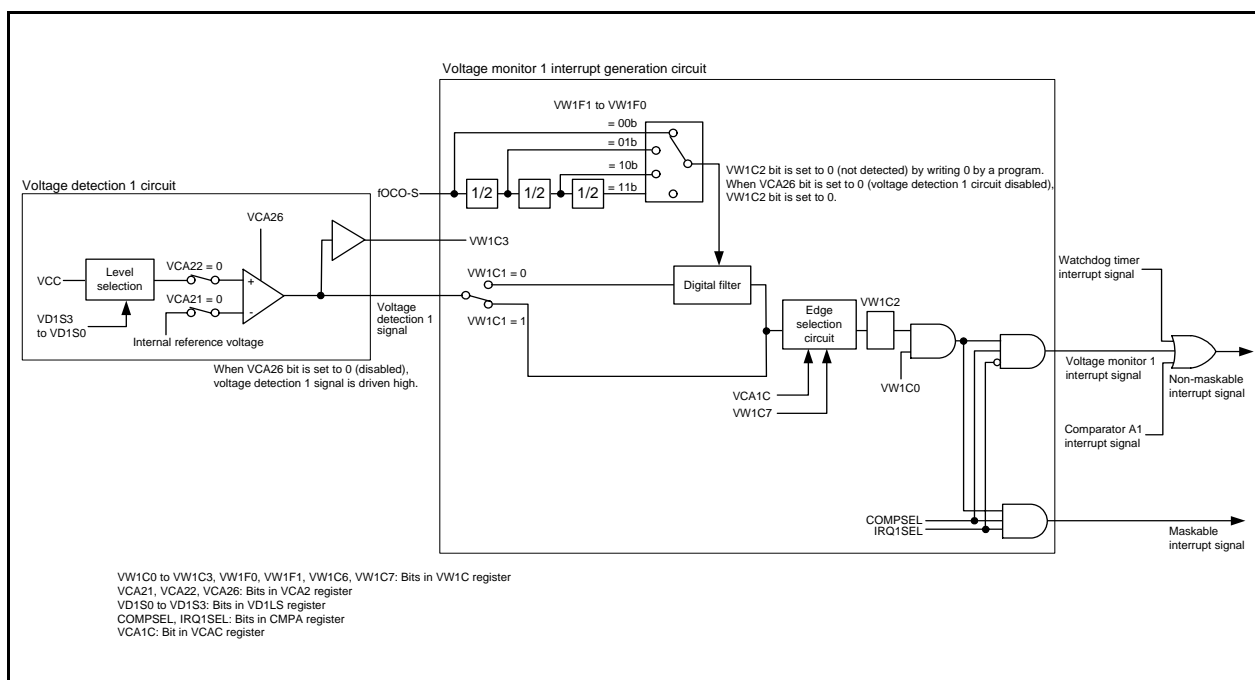 Voltage monitor 1 interrupt generation circuit
VW1F1 to VW1F0
= 00b
= 01b
= 10b
= 11b
fOCO-S
1/2
1/2
1/2
VW1C2 bit is set to 0 (not detected) by writing 0 by a program.
When VCA26 bit is set to 0 (voltage detection 1 circuit disabled),
VW1C2 bit is set to 0.
Voltage detection 1 circuit
VCA26
VCC
Level
selection
VCA22 = 0
+
VCA21 = 0
-
VD1S3
to VD1S0
Internal reference voltage
VW1C3
Voltage
detection 1
signal
When VCA26 bit is set to 0 (disabled),
voltage detection 1 signal is driven high.
VW1C1 = 0
VW1C1 = 1
Digital filter
Edge
selection
circuit
VW1C2
VCA1C
VW1C7
VW1C0
Watchdog timer
interrupt signal
Voltage monitor 1
interrupt signal
Non-maskable
interrupt signal
Comparator A1
interrupt signal
COMPSEL
IRQ1SEL
Maskable
interrupt signal
VW1C0 to VW1C3, VW1F0, VW1F1, VW1C6, VW1C7: Bits in VW1C register
VCA21, VCA22, VCA26: Bits in VCA2 register
VD1S0 to VD1S3: Bits in VD1LS register
COMPSEL, IRQ1SEL: Bits in CMPA register
VCA1C: Bit in VCAC register